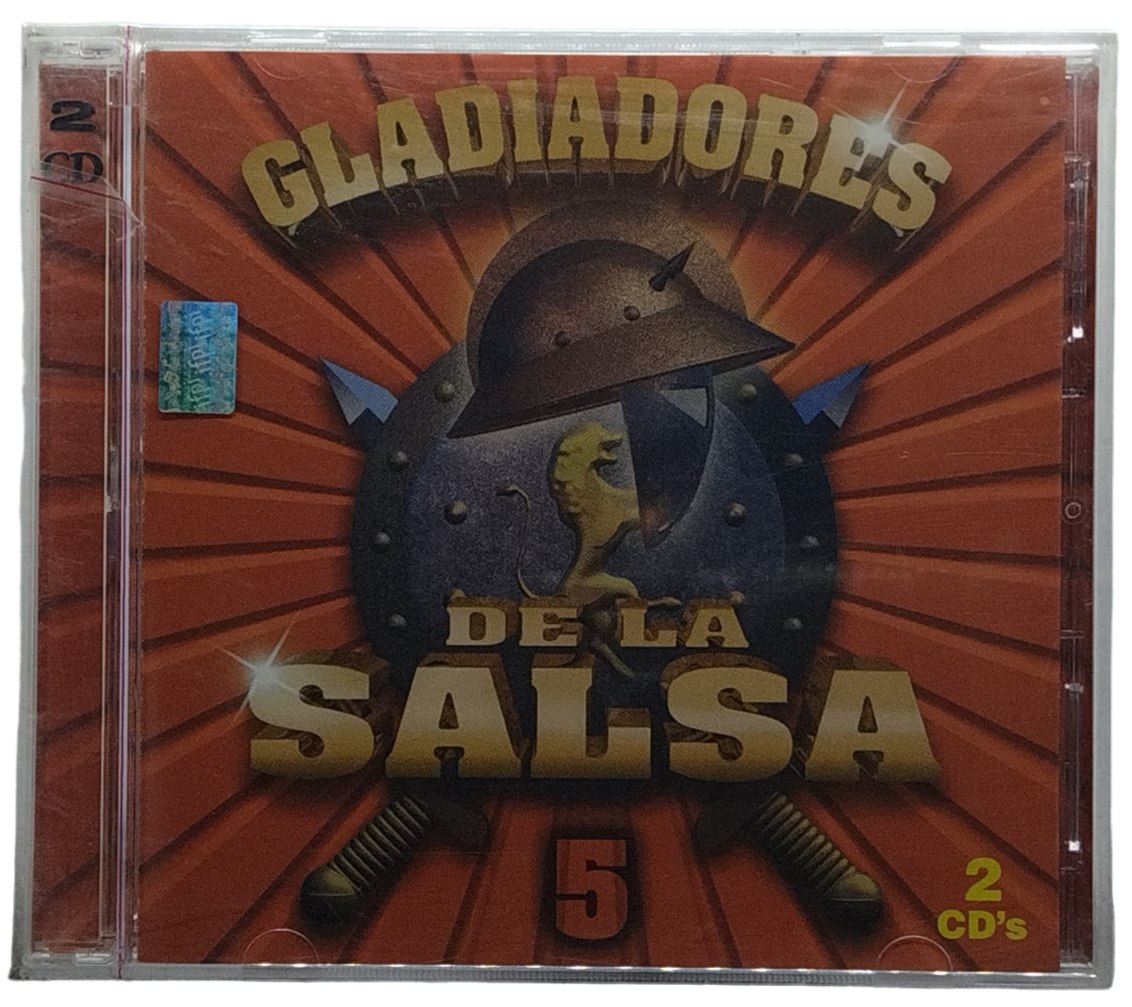 2
CD
GLADIADORES
DE LA
SALSA
5
2
CD's